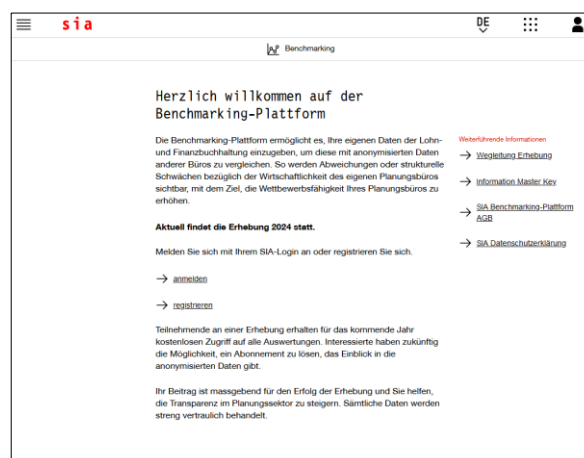 sia
DE
Benchmarking
Herzlich willkommen auf der
Benchmarking-Plattform
Die Benchmarking-Plattform ermöglicht es, Ihre eigenen Daten der Lohn-
und Finanzbuchhaltung einzugeben, um diese mit anonymisierten Daten
anderer Büros zu vergleichen. So werden Abweichungen oder strukturelle
Schwächen bezüglich der Wirtschaftlichkeit des eigenen Planungsbüros
sichtbar, mit dem Ziel, die Wettbewerbsfähigkeit Ihres Planungsbüros zu
erhöhen.
Aktuell findet die Erhebung 2024 statt.
Melden Sie sich mit Ihrem SIA-Login an oder registrieren Sie sich.
→ anmelden
→ registrieren
Teilnehmende an einer Erhebung erhalten für das kommende Jahr
kostenlosen Zugriff auf alle Auswertungen. Interessierte haben zukünftig
die Möglichkeit, ein Abonnement zu lösen, das Einblick in die
anonymisierten Daten gibt.
Ihr Beitrag ist massgebend für den Erfolg der Erhebung und Sie helfen,
die Transparenz im Planungssektor zu steigern. Sämtliche Daten werden
streng vertraulich behandelt.
Weiterführende Informationen
→ Wegleitung Erhebung
→ Information Master Key
→ SIA Benchmarking-Plattform
AGB
→ SIA Datenschutzerklärung